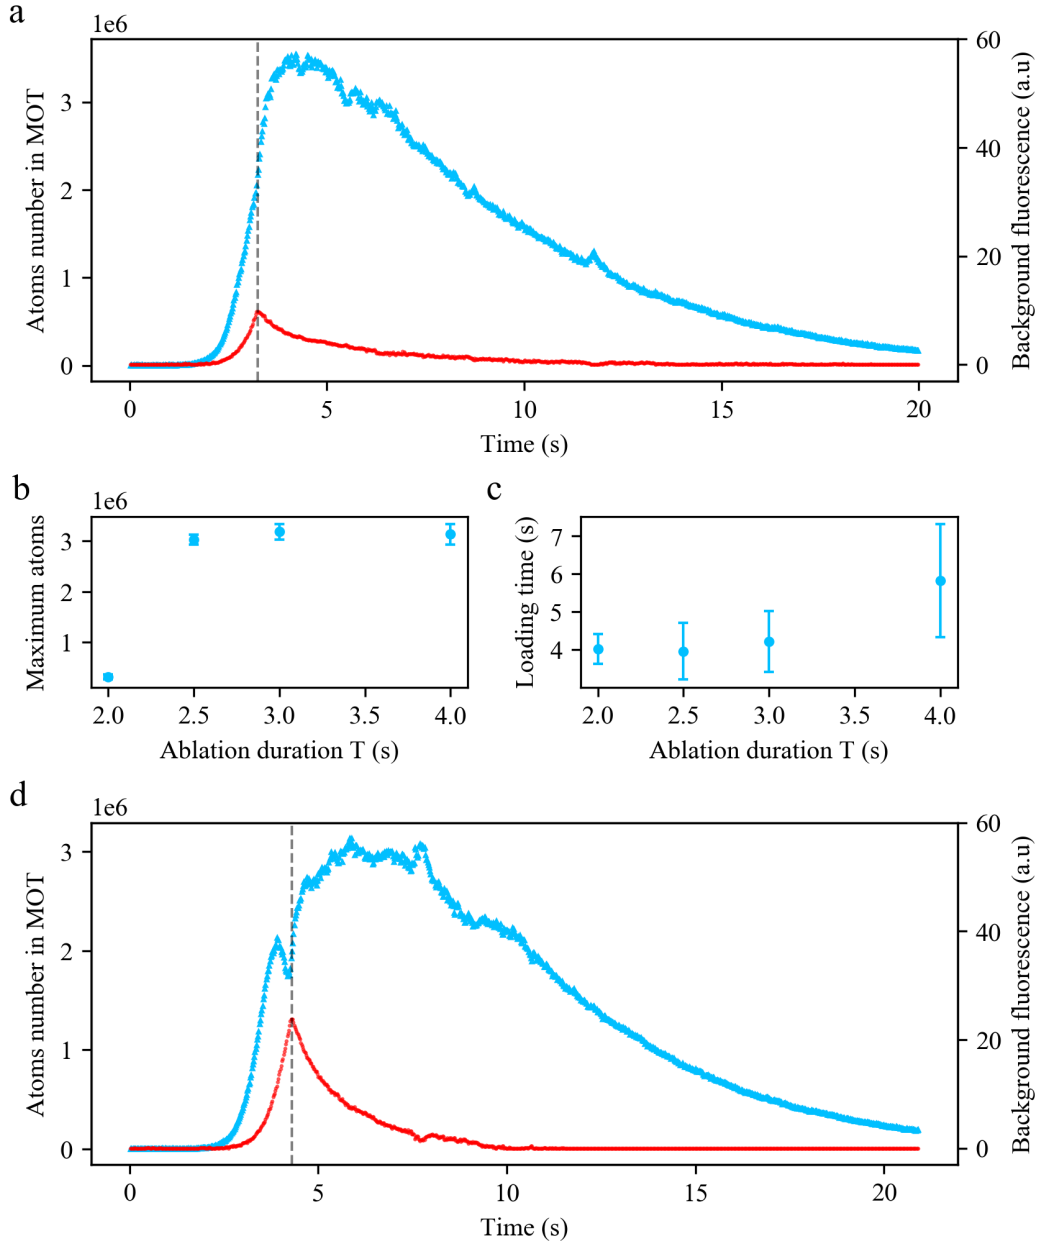 a
1e6
Atoms number in MOT
3
2
1
0
60
40
20
0
Background fluorescence (a.u)
0 5 10 15 20
Time (s)
b
1e6
Maximum atoms
3
2
1
2.0 2.5 3.0 3.5 4.0
Ablation duration T (s)
c
Loading time (s)
7
6
5
4
2.0 2.5 3.0 3.5 4.0
Ablation duration T (s)
d
1e6
Atoms number in MOT
3
2
1
0
60
40
20
0
Background fluorescence (a.u)
0 5 10 15 20
Time (s)